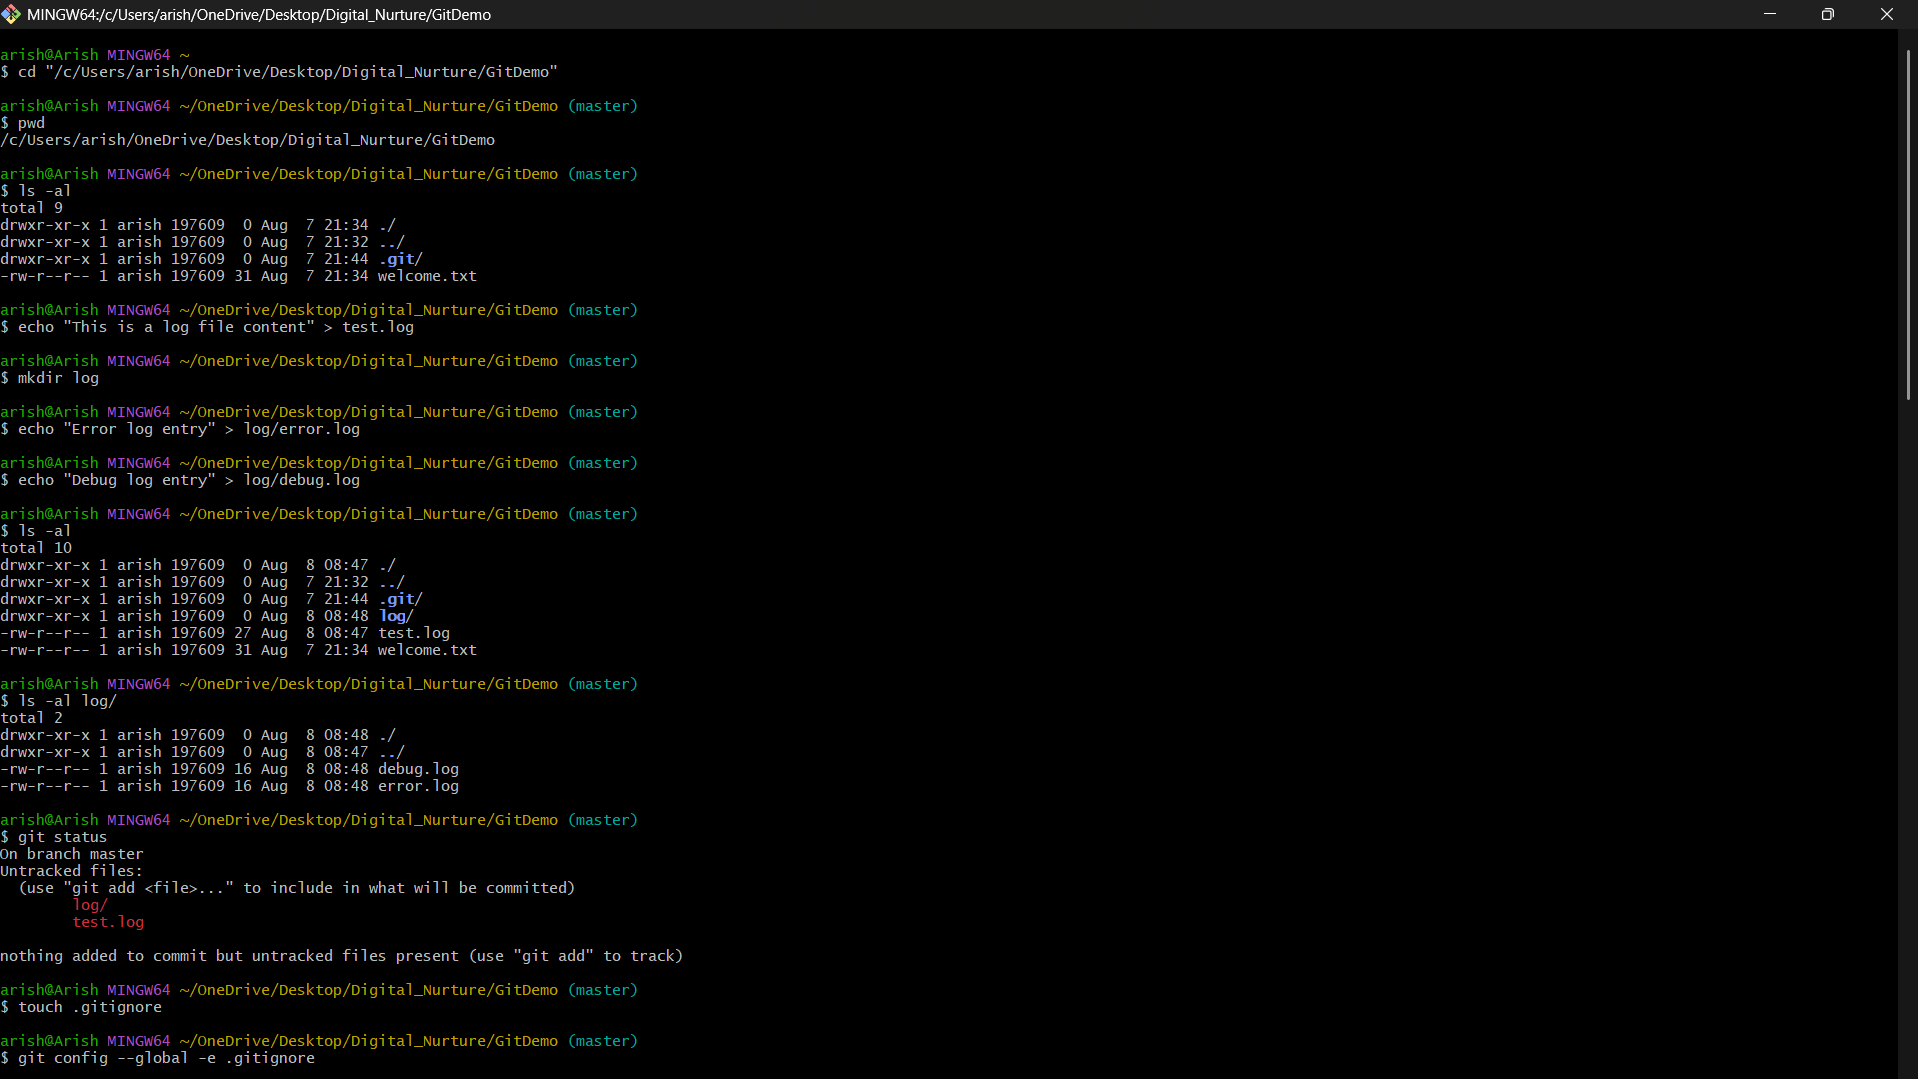 MINGW64:/c/Users/arish/OneDrive/Desktop/Digital_Nurture/GitDemo
arish@Arish MINGW64 ~
$ cd "/c/Users/arish/OneDrive/Desktop/Digital_Nurture/GitDemo"
arish@Arish MINGW64 ~/OneDrive/Desktop/Digital_Nurture/GitDemo (master)
$ pwd
/c/Users/arish/OneDrive/Desktop/Digital_Nurture/GitDemo
arish@Arish MINGW64 ~/OneDrive/Desktop/Digital_Nurture/GitDemo (master)
$ ls -al
total 9
drwxr-xr-x 1 arish 197609  0 Aug  7 21:34 ./
drwxr-xr-x 1 arish 197609  0 Aug  7 21:32 ../
drwxr-xr-x 1 arish 197609  0 Aug  7 21:44 .git/
-rw-r--r-- 1 arish 197609 31 Aug  7 21:34 welcome.txt
arish@Arish MINGW64 ~/OneDrive/Desktop/Digital_Nurture/GitDemo (master)
$ echo "This is a log file content" > test.log
arish@Arish MINGW64 ~/OneDrive/Desktop/Digital_Nurture/GitDemo (master)
$ mkdir log
arish@Arish MINGW64 ~/OneDrive/Desktop/Digital_Nurture/GitDemo (master)
$ echo "Error log entry" > log/error.log
arish@Arish MINGW64 ~/OneDrive/Desktop/Digital_Nurture/GitDemo (master)
$ echo "Debug log entry" > log/debug.log
arish@Arish MINGW64 ~/OneDrive/Desktop/Digital_Nurture/GitDemo (master)
$ ls -al
total 10
drwxr-xr-x 1 arish 197609  0 Aug  8 08:47 ./
drwxr-xr-x 1 arish 197609  0 Aug  7 21:32 ../
drwxr-xr-x 1 arish 197609  0 Aug  7 21:44 .git/
drwxr-xr-x 1 arish 197609  0 Aug  8 08:48 log/
-rw-r--r-- 1 arish 197609 27 Aug  8 08:47 test.log
-rw-r--r-- 1 arish 197609 31 Aug  7 21:34 welcome.txt
arish@Arish MINGW64 ~/OneDrive/Desktop/Digital_Nurture/GitDemo (master)
$ ls -al log/
total 2
drwxr-xr-x 1 arish 197609  0 Aug  8 08:48 ./
drwxr-xr-x 1 arish 197609  0 Aug  8 08:47 ../
-rw-r--r-- 1 arish 197609 16 Aug  8 08:48 debug.log
-rw-r--r-- 1 arish 197609 16 Aug  8 08:48 error.log
arish@Arish MINGW64 ~/OneDrive/Desktop/Digital_Nurture/GitDemo (master)
$ git status
On branch master
Untracked files:
  (use "git add <file>..." to include in what will be committed)
        log/
        test.log
nothing added to commit but untracked files present (use "git add" to track)
arish@Arish MINGW64 ~/OneDrive/Desktop/Digital_Nurture/GitDemo (master)
$ touch .gitignore
arish@Arish MINGW64 ~/OneDrive/Desktop/Digital_Nurture/GitDemo (master)
$ git config --global -e .gitignore